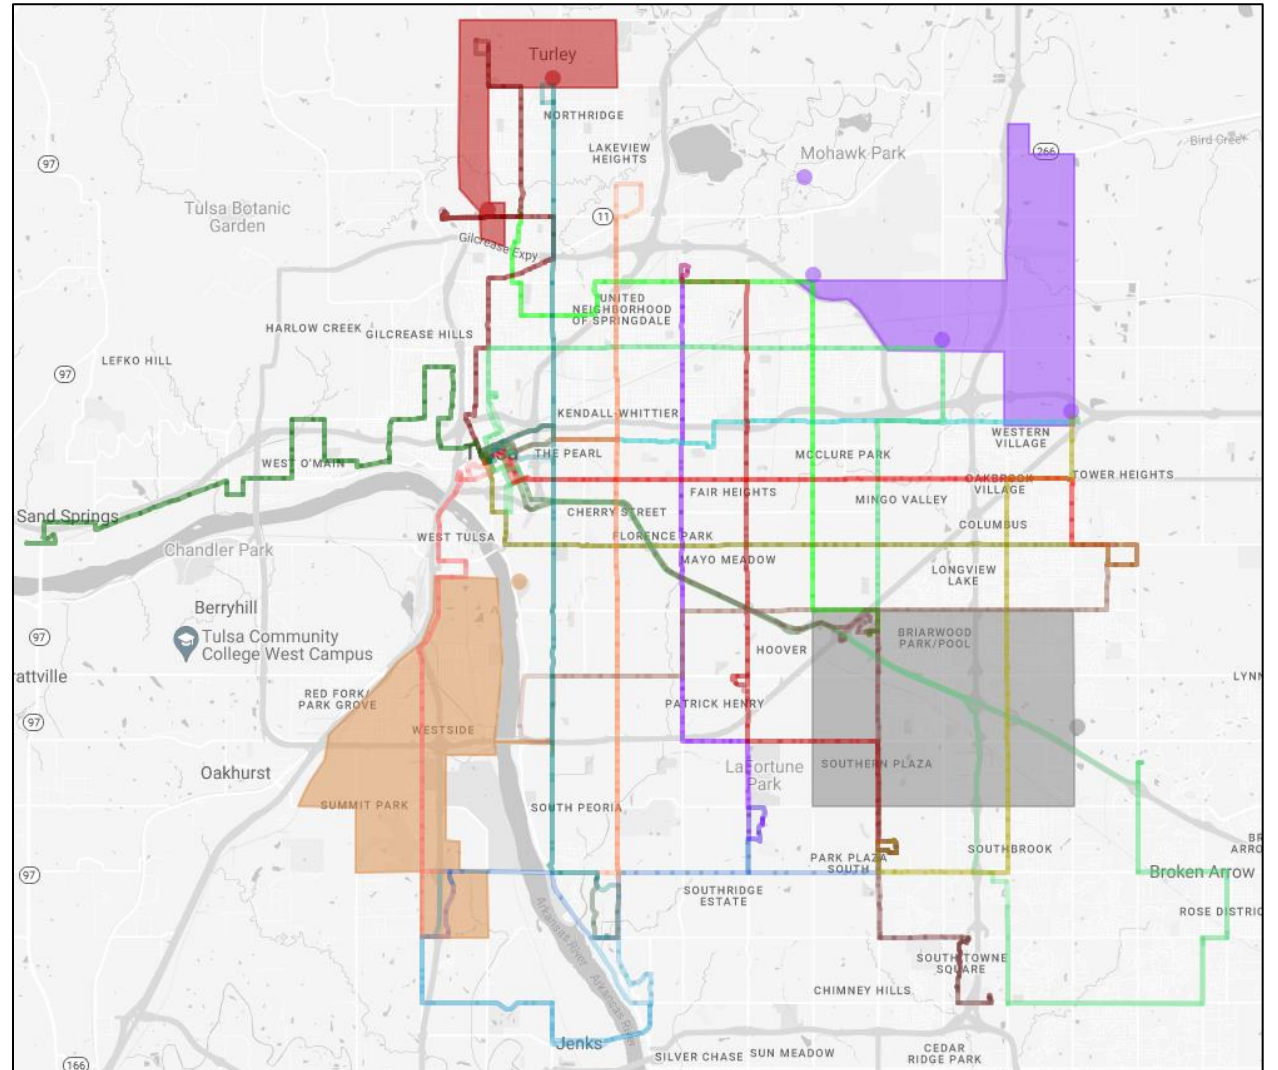 Turley
NORTHRIDGE
LAKEVIEW
HEIGHTS
Mohawk Park
266
Bird Creek
97
Tulsa Botanic
Garden
11
Gilcrease Expy
UNITED
NEIGHBORHOOD
OF SPRINGDALE
HARLOW CREEK
GILCREASE HILLS
LEFKO HILL
97
KENDALL-WHITTIER
WESTERN
VILLAGE
THE PEARL
MCCLURE PARK
WEST O'MAIN
Tulsa
TOWER HEIGHTS
OAKBROOK
VILLAGE
FAIR HEIGHTS
MINGO VALLEY
Sand Springs
CHERRY STREET
COLUMBUS
WEST TULSA
FLORENCE PARK
Chandler Park
MAYO MEADOW
LONGVIEW
LAKE
Berryhill
97
Tulsa Community
College West Campus
BRIARWOOD
PARK/POOL
HOOVER
rattville
LYNN
RED FORK/
PARK GROVE
PATRICK HENRY
97
WESTSIDE
Oakhurst
LaFortune
Park
SOUTHERN PLAZA
SUMMIT PARK
SOUTH PEORIA
BR
ARRO
SOUTHBROOK
97
PARK PLAZA
SOUTH
Broken Arrow
SOUTHRIDGE
ESTATE
ROSE DISTRIC
Arkansas River
SOUTH TOWNE
SQUARE
Arkansas River
CHIMNEY HILLS
Jenks
SILVER CHASE
SUN MEADOW
CEDAR
RIDGE PARK
166